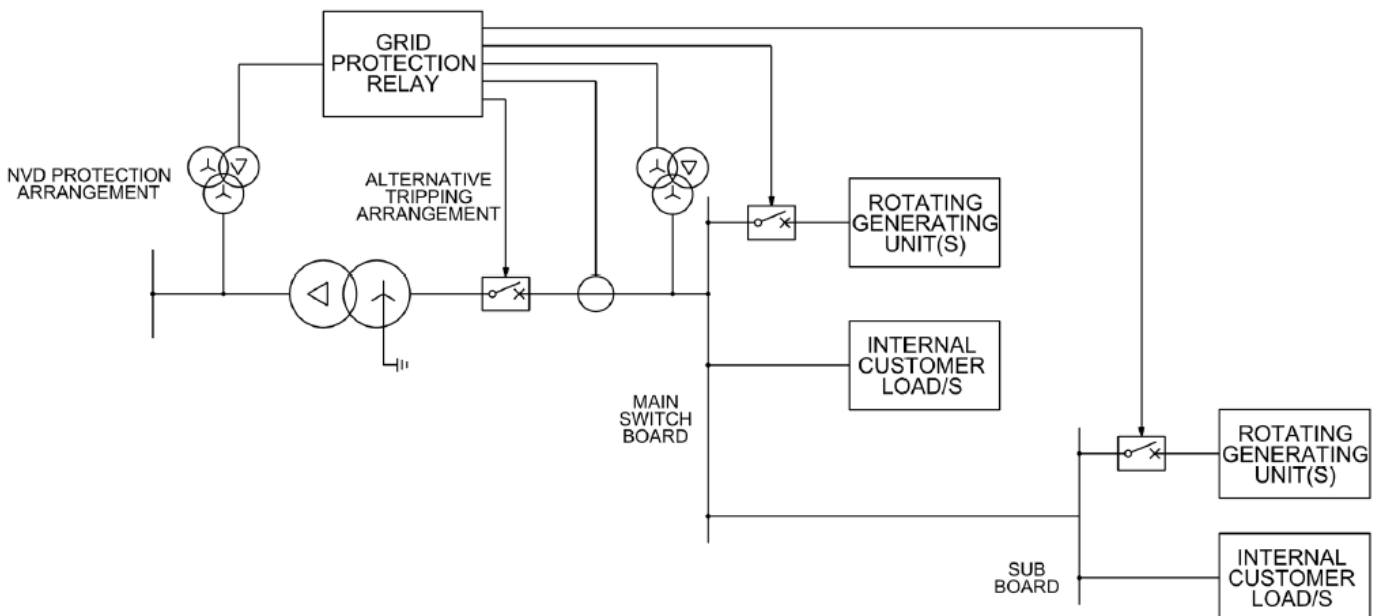 GRID
PROTECTION
RELAY
NVD PROTECTION
ARRANGEMENT
ALTERNATIVE
TRIPPING
ARRANGEMENT
ROTATING
GENERATING
UNIT(S)
INTERNAL
CUSTOMER
LOAD/S
MAIN
SWITCH
BOARD
ROTATING
GENERATING
UNIT(S)
SUB
BOARD
INTERNAL
CUSTOMER
LOAD/S